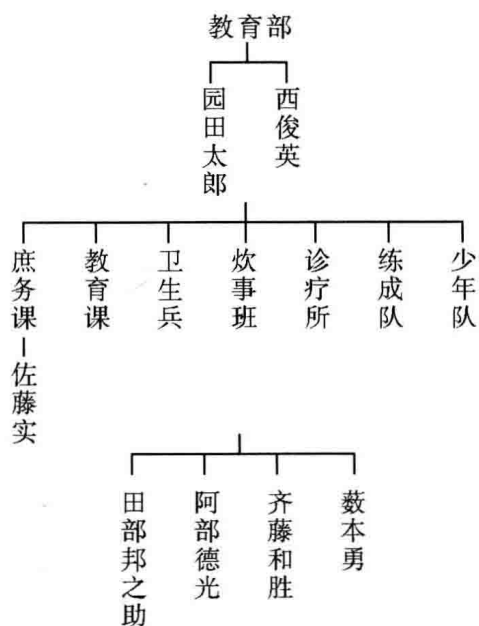 教育部
园田太郎
西俊英
庶务课
教育课
卫生兵
炊事班
诊疗所
练成队
少年队
佐藤实
田部邦之助
阿部德光
齐藤和胜
薮本勇